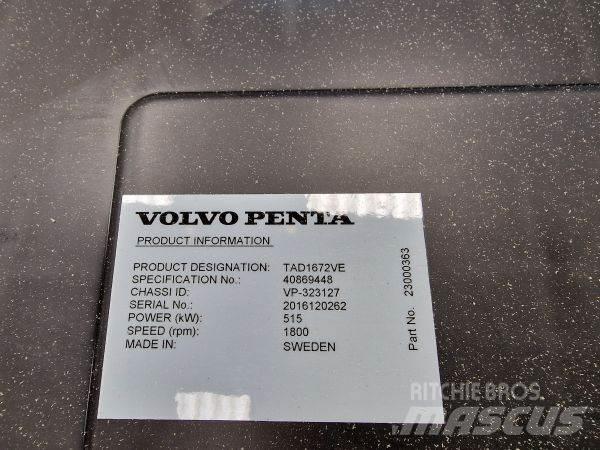 VOLVO PENTA
PRODUCT INFORMATION
PRODUCT DESIGNATION: TAD1672VE
SPECIFICATION No.: 40869448
CHASSI ID: VP-323127
SERIAL No.: 2016120262
POWER (kW): 515
SPEED (rpm): 1800
MADE IN: SWEDEN
Part No. 23000363
RITCHIE BROS.
MASCUS